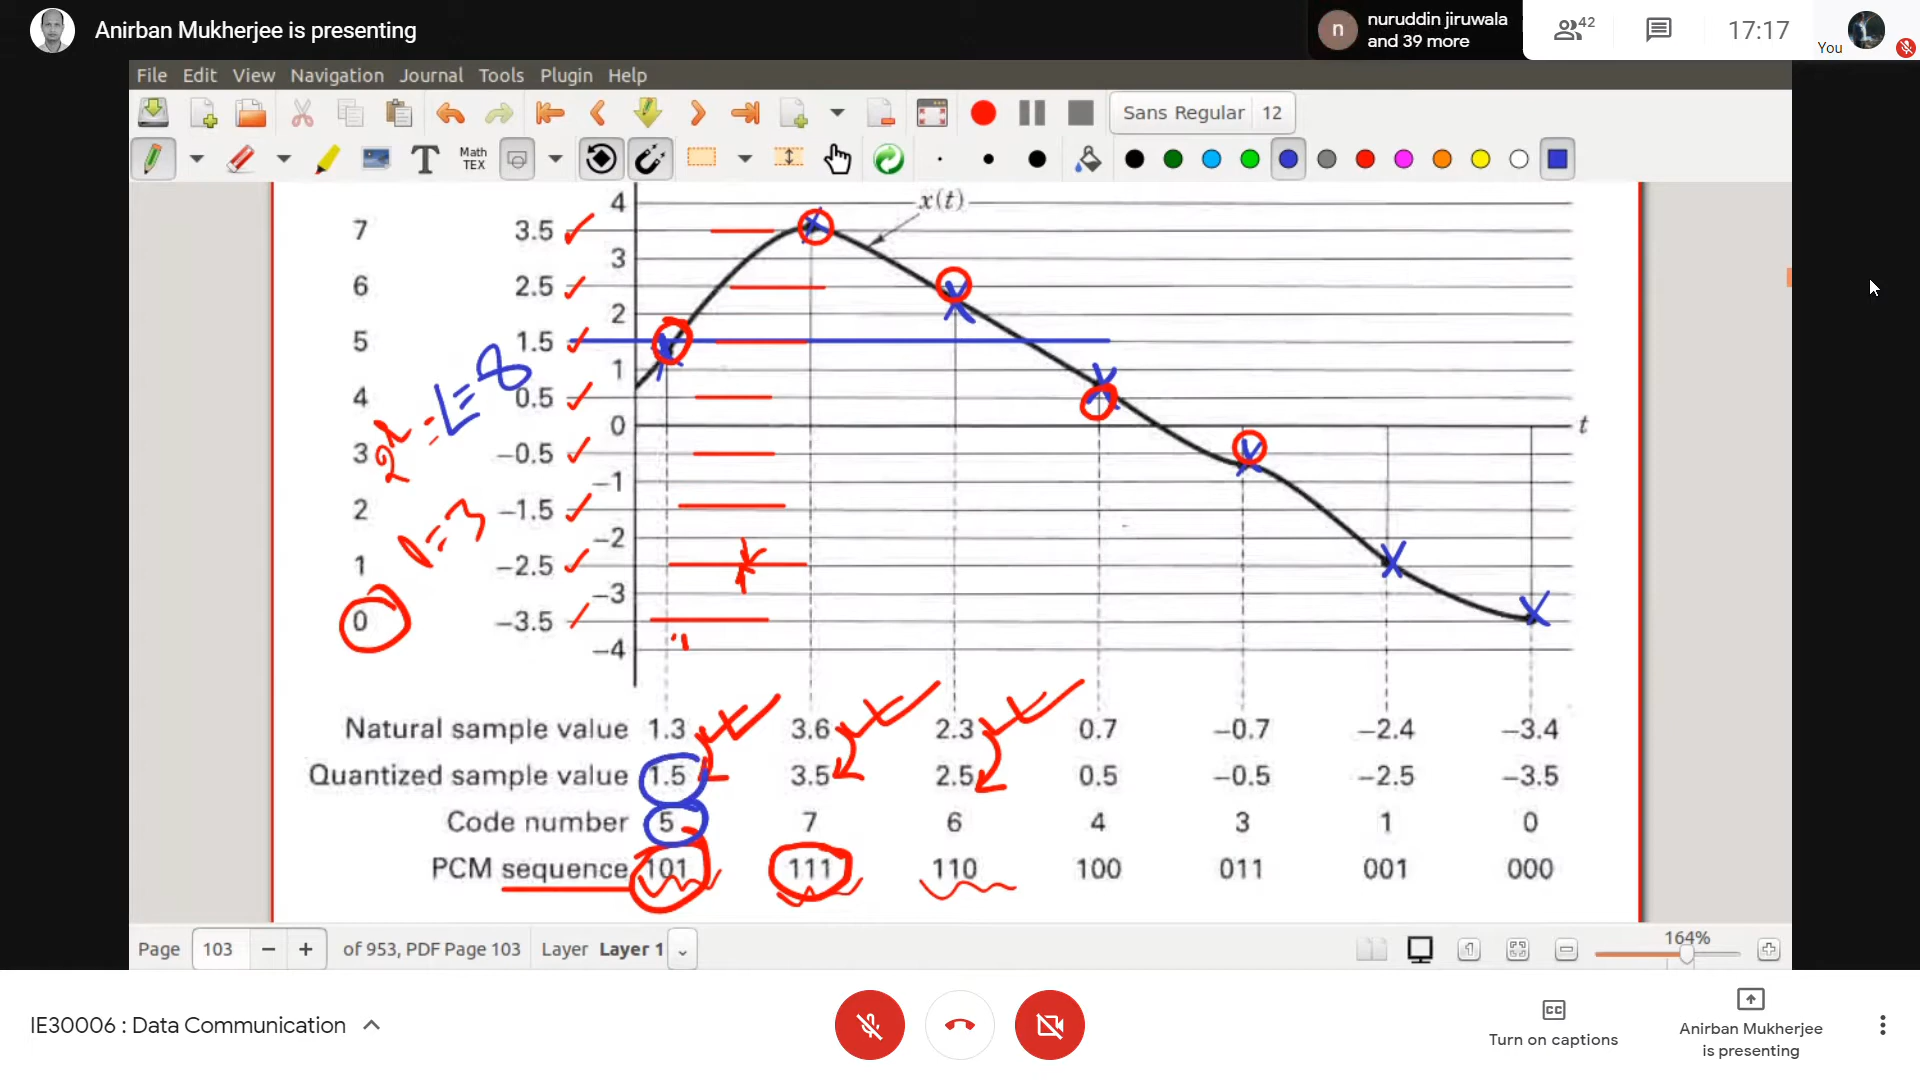 Anirban Mukherjee is presenting
n
nuruddin jiruwala
and 39 more
42
17:17
You
File Edit View Navigation Journal Tools Plugin Help
Sans Regular 12
T
Math
TEX
4
x(t)
7 3.5
3
6 2.5
2
5 1.5
1
4 0.5
0
t
3 −0.5
−1
2 −1.5
−2
1 −2.5
−3
0 −3.5
−4
L=8
=3
Natural sample value 1.3 3.6 2.3 0.7 −0.7 −2.4 −3.4
Quantized sample value 1.5 3.5 2.5 0.5 −0.5 −2.5 −3.5
Code number 5 7 6 4 3 1 0
PCM sequence 101 111 110 100 011 001 000
Page 103 − + of 953, PDF Page 103 Layer Layer 1
1
164%
IE30006 : Data Communication
CC
Turn on captions
Anirban Mukherjee
is presenting